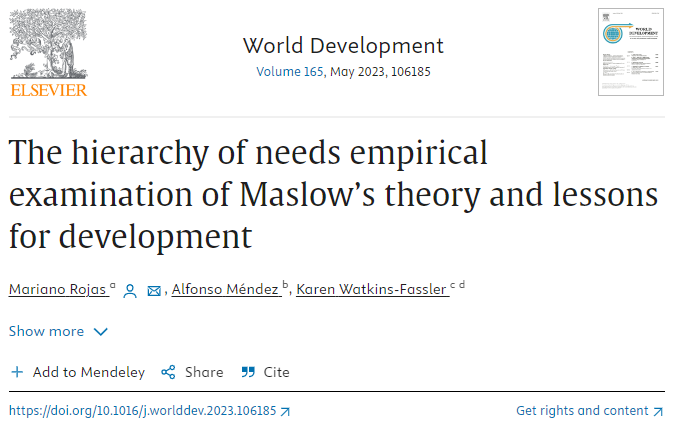 ELSEVIER
World Development
Volume 165, May 2023, 106185
WORLD
DEVELOPMENT
The hierarchy of needs empirical
examination of Maslow’s theory and lessons
for development
Mariano Rojas a, Alfonso Méndez b, Karen Watkins-Fassler c d
Show more
Add to Mendeley Share Cite
https://doi.org/10.1016/j.worlddev.2023.106185
Get rights and content